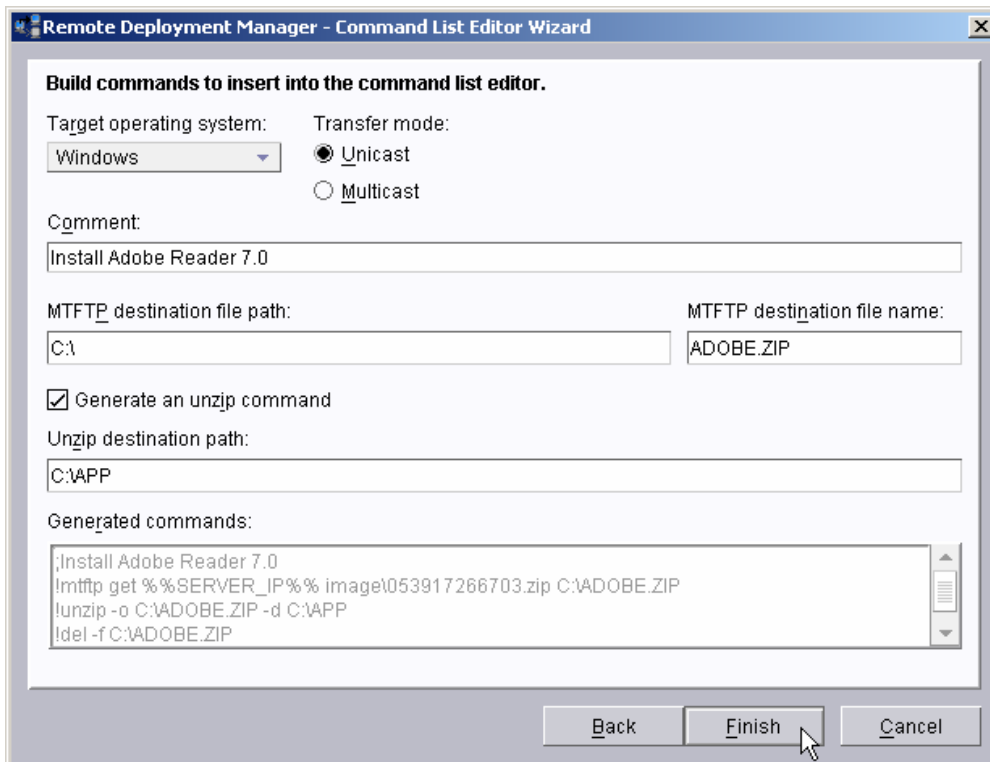 Remote Deployment Manager - Command List Editor Wizard
Build commands to insert into the command list editor.
Target operating system:
Transfer mode:
Windows
Unicast
Multicast
Comment:
Install Adobe Reader 7.0
MTFTP destination file path:
MTFTP destination file name:
C:\
ADOBE.ZIP
Generate an unzip command
Unzip destination path:
C:\APP
Generated commands:
;Install Adobe Reader 7.0
!mtftp get %%SERVER_IP%% image\053917266703.zip C:\ADOBE.ZIP
!unzip -o C:\ADOBE.ZIP -d C:\APP
!del -f C:\ADOBE.ZIP
Back
Finish
Cancel